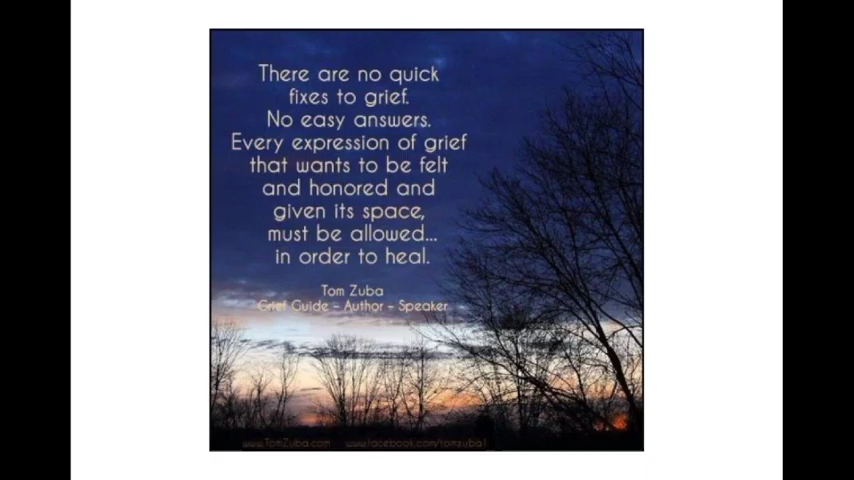 There are no quick
fixes to grief.
No easy answers.
Every expression of grief
that wants to be felt
and honored and
given its space,
must be allowed...
in order to heal.
Tom Zuba
Grief Guide - Author - Speaker
www.TomZuba.com www.facebook.com/tomzuba1